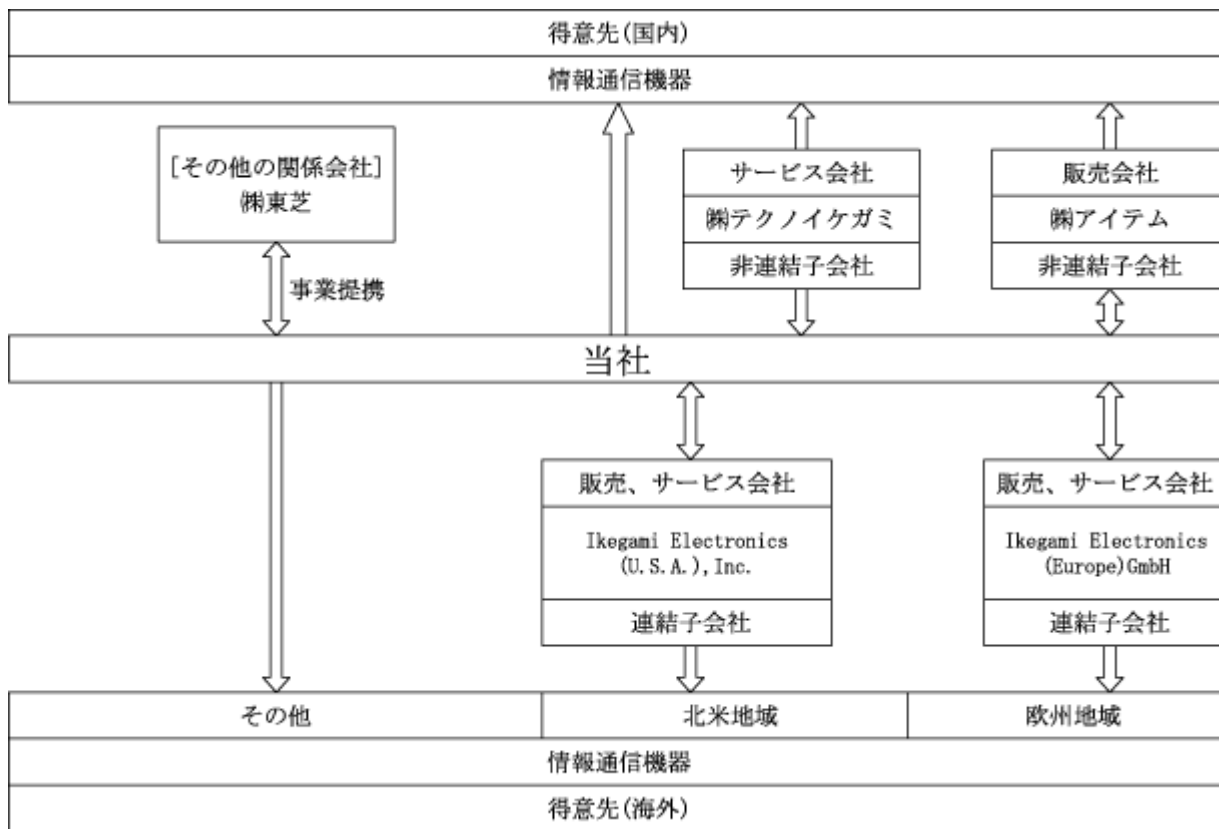 得意先(国内)
情報通信機器
[その他の関係会社]
㈱東芝
事業提携
サービス会社
㈱テクノイケガミ
非連結子会社
販売会社
㈱アイテム
非連結子会社
当社
販売、サービス会社
Ikegami Electronics
(U.S.A.),Inc.
連結子会社
販売、サービス会社
Ikegami Electronics
(Europe)GmbH
連結子会社
その他
北米地域
欧州地域
情報通信機器
得意先(海外)